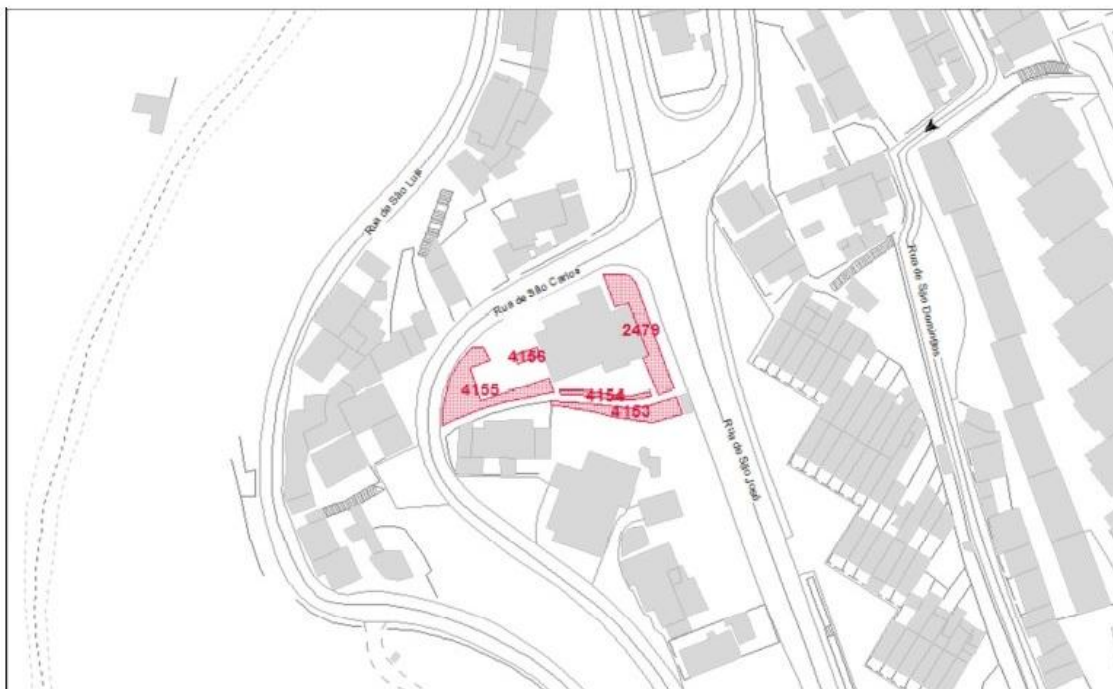 Rua de São Luis
Rua de São Carlos
Rua de São Domingos
2479
4156
4155
4154
4153
Rua de São José